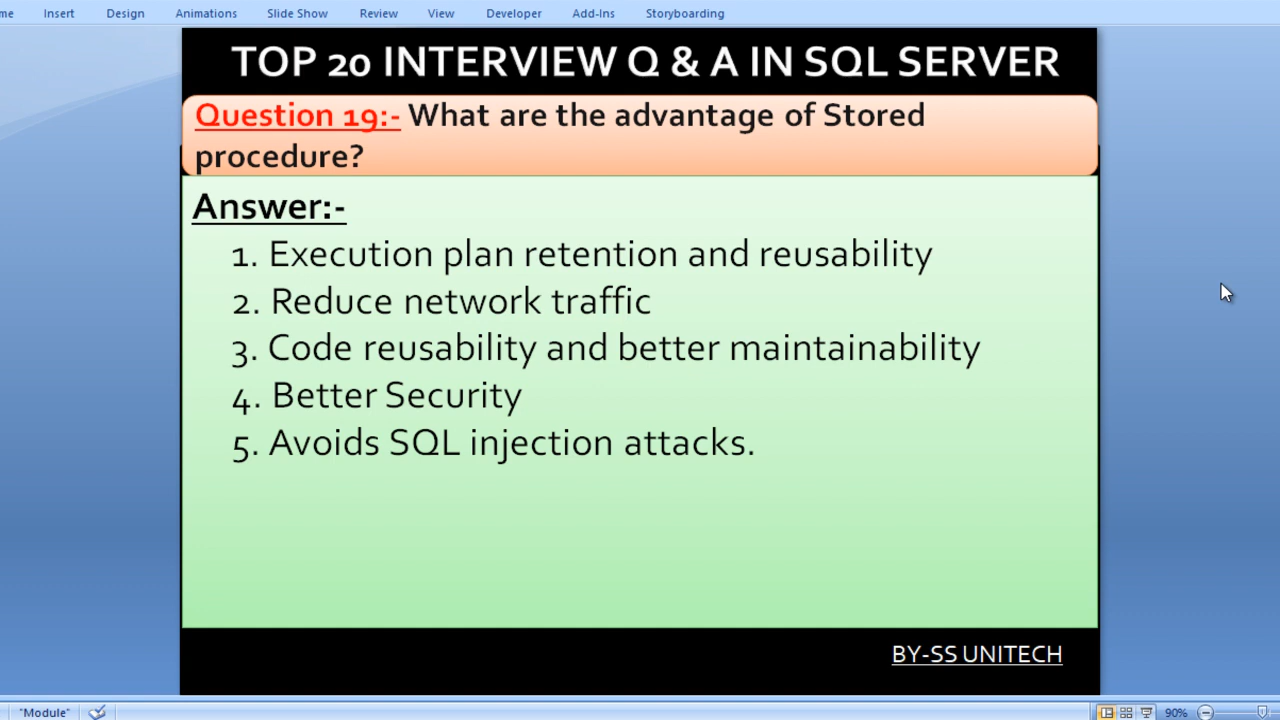 me Insert Design Animations Slide Show Review View Developer Add-Ins Storyboarding
TOP 20 INTERVIEW Q & A IN SQL SERVER
Question 19:- What are the advantage of Stored
procedure?
Answer:-
1. Execution plan retention and reusability
2. Reduce network traffic
3. Code reusability and better maintainability
4. Better Security
5. Avoids SQL injection attacks.
BY-SS UNITECH
"Module" 90%